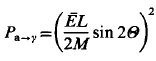 P_{a→γ} = (ĒL/2M sin 2Θ)²